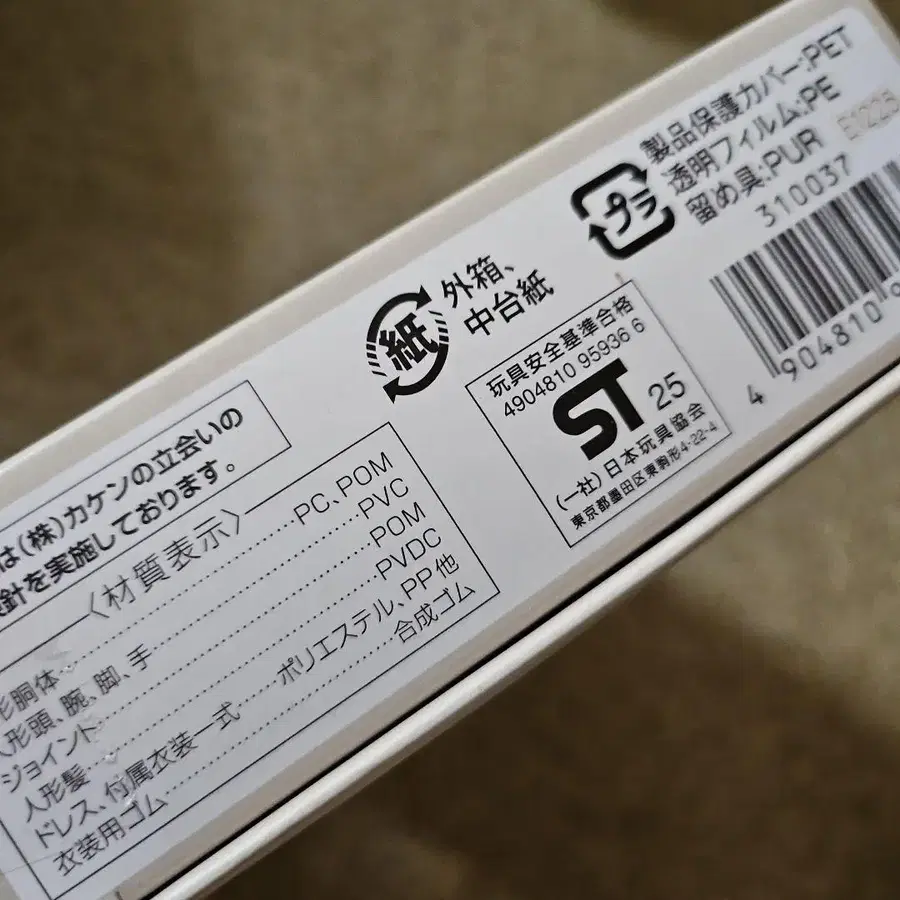 は(株)カケンの立会いの
針を実施しております。
〈材質表示〉
形胴体 PC、POM
人形頭、腕、脚、手 PVC
ジョイント POM
人形髪 PVDC
ドレス、付属衣装一式 ポリエステル、PP他
衣装用ゴム 合成ゴム
紙
外箱、
中台紙
玩具安全基準合格
4904810 95936 6
ST 25
(一社)日本玩具協会
東京都墨田区東駒形4-22-4
プラ
製品保護カバー:PET
透明フィルム:PE
留め具:PUR
E1225
310037
4 904810 9